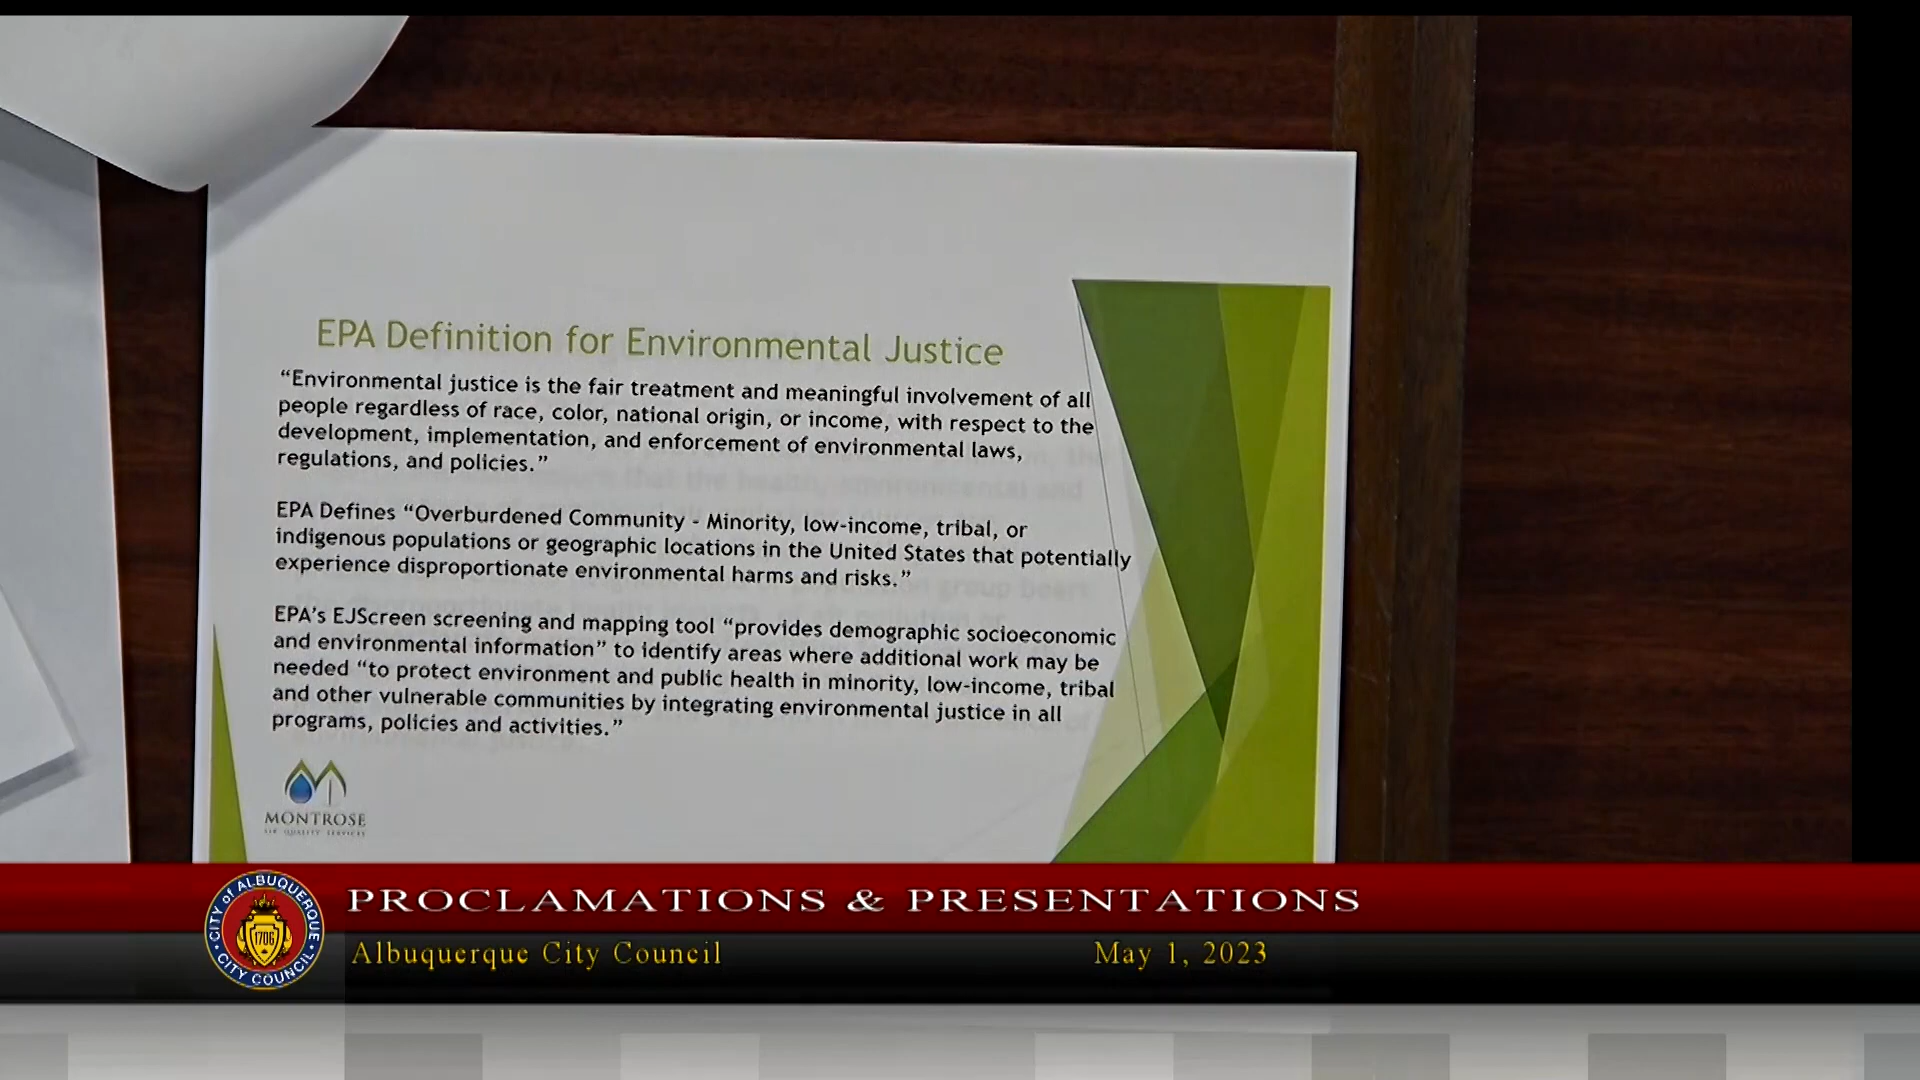 EPA Definition for Environmental Justice
“Environmental justice is the fair treatment and meaningful involvement of all
people regardless of race, color, national origin, or income, with respect to the
development, implementation, and enforcement of environmental laws,
regulations, and policies.”
EPA Defines “Overburdened Community - Minority, low-income, tribal, or
indigenous populations or geographic locations in the United States that potentially
experience disproportionate environmental harms and risks.”
EPA's EJScreen screening and mapping tool “provides demographic socioeconomic
and environmental information” to identify areas where additional work may be
needed “to protect environment and public health in minority, low-income, tribal
and other vulnerable communities by integrating environmental justice in all
programs, policies and activities.”
MONTROSE
AIR QUALITY SERVICES
PROCLAMATIONS & PRESENTATIONS
Albuquerque City Council
May 1, 2023
CITY of ALBUQUERQUE
1706
CITY COUNCIL